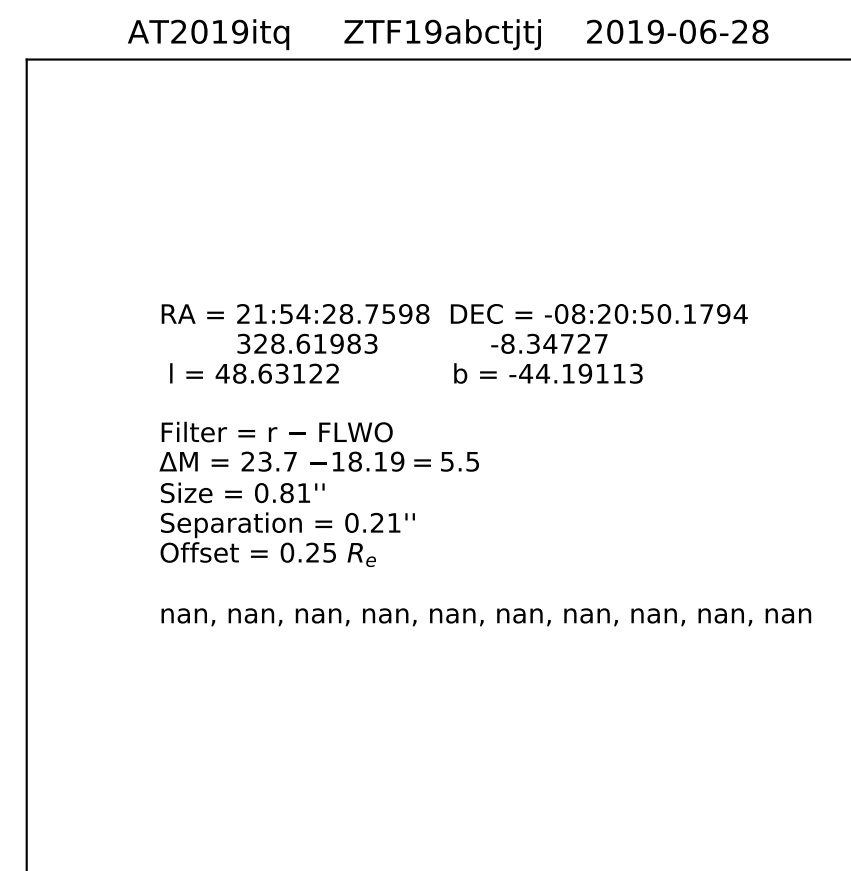 AT2019itq ZTF19abctjtj 2019-06-28
RA = 21:54:28.7598 DEC = -08:20:50.1794
328.61983 -8.34727
l = 48.63122 b = -44.19113
Filter = r − FLWO
ΔM = 23.7 −18.19 = 5.5
Size = 0.81''
Separation = 0.21''
Offset = 0.25 Re
nan, nan, nan, nan, nan, nan, nan, nan, nan, nan